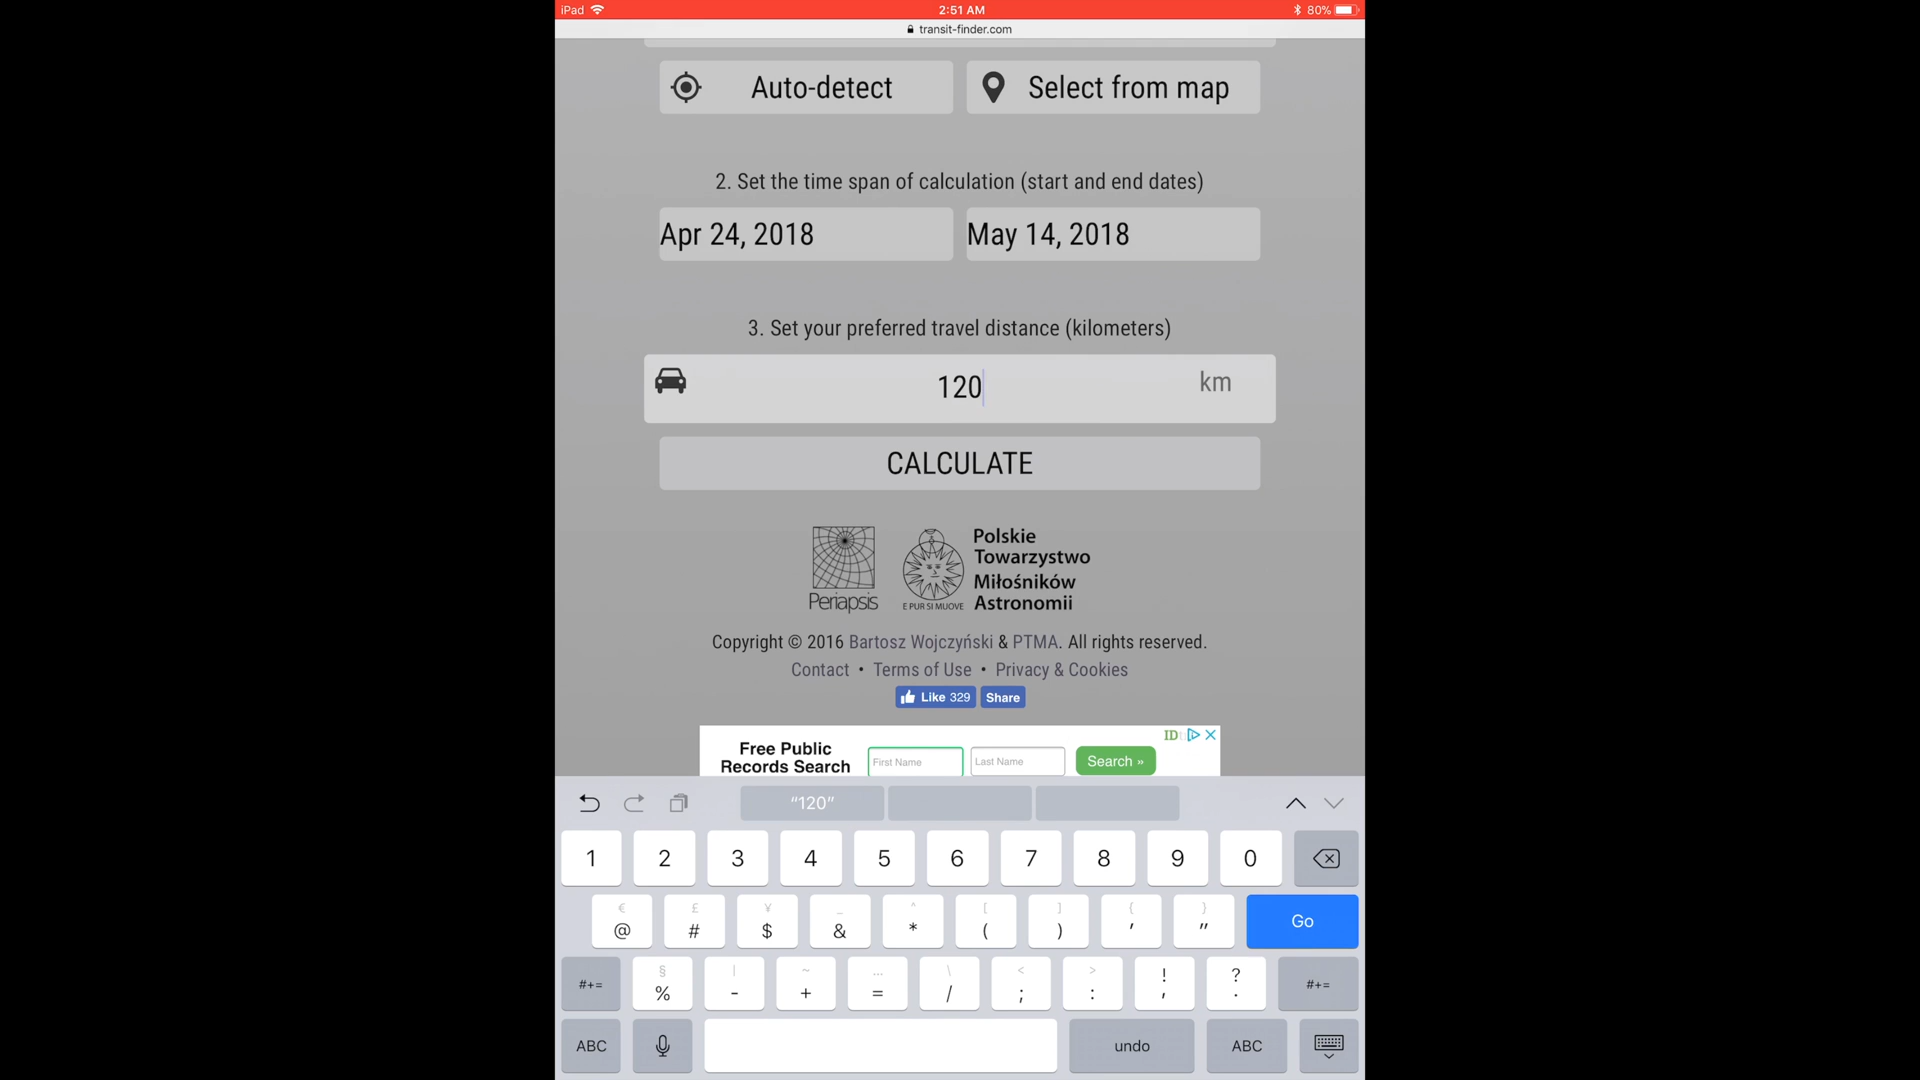 iPad 2:51 AM 80%
transit-finder.com
Auto-detect Select from map
2. Set the time span of calculation (start and end dates)
Apr 24, 2018 May 14, 2018
3. Set your preferred travel distance (kilometers)
120 km
CALCULATE
Polskie
Towarzystwo
Miłośników
Astronomii
Periapsis E PUR SI MUOVE
Copyright © 2016 Bartosz Wojczyński & PTMA. All rights reserved.
Contact • Terms of Use • Privacy & Cookies
Like 329 Share
Free Public
Records Search First Name Last Name Search »
"120"
1 2 3 4 5 6 7 8 9 0
€ £ ¥ _ ^ [ ] { }
@ # $ & * ( ) ' "
#+= § | ~ … \ < > ! ? #+=
% - + = / ; : , .
ABC undo ABC